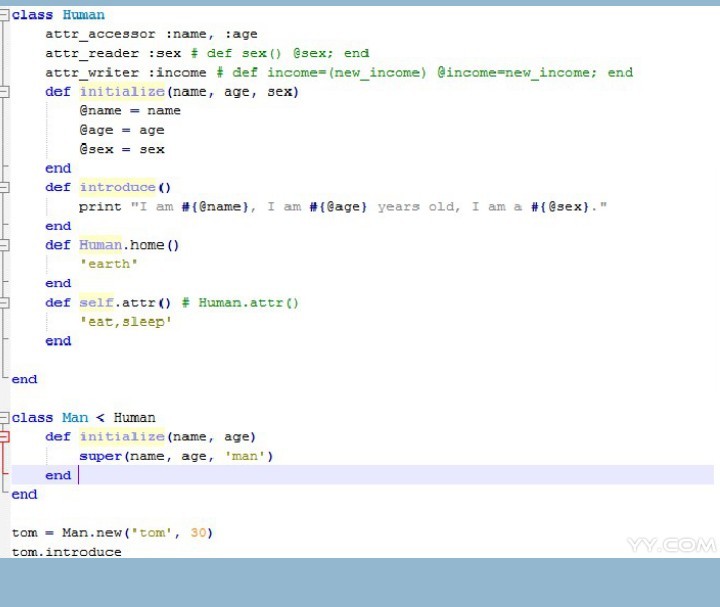 class Human
    attr_accessor :name, :age
    attr_reader :sex # def sex() @sex; end
    attr_writer :income # def income=(new_income) @income=new_income; end
    def initialize(name, age, sex)
        @name = name
        @age = age
        @sex = sex
    end
    def introduce()
        print "I am #{@name}, I am #{@age} years old, I am a #{@sex}."
    end
    def Human.home()
        "earth"
    end
    def self.attr() # Human.attr()
        'eat,sleep'
    end
end
class Man < Human
    def initialize(name, age)
        super(name, age, 'man')
    end
end
tom = Man.new("tom", 30)
tom.introduce
YY.COM